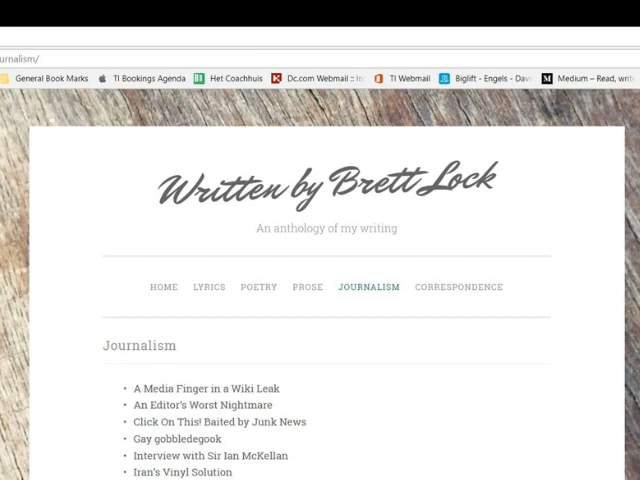 urnalism/
General Book Marks TI Bookings Agenda Het Coachhuis Dc.com Webmail :: TI Webmail Biglift - Engels - Medium – Read,
Written by Brett Lock
An anthology of my writing
HOME LYRICS POETRY PROSE JOURNALISM CORRESPONDENCE
Journalism
• A Media Finger in a Wiki Leak
• An Editor's Worst Nightmare
• Click On This! Baited by Junk News
• Gay gobbledegook
• Interview with Sir Ian McKellan
• Iran's Vinyl Solution